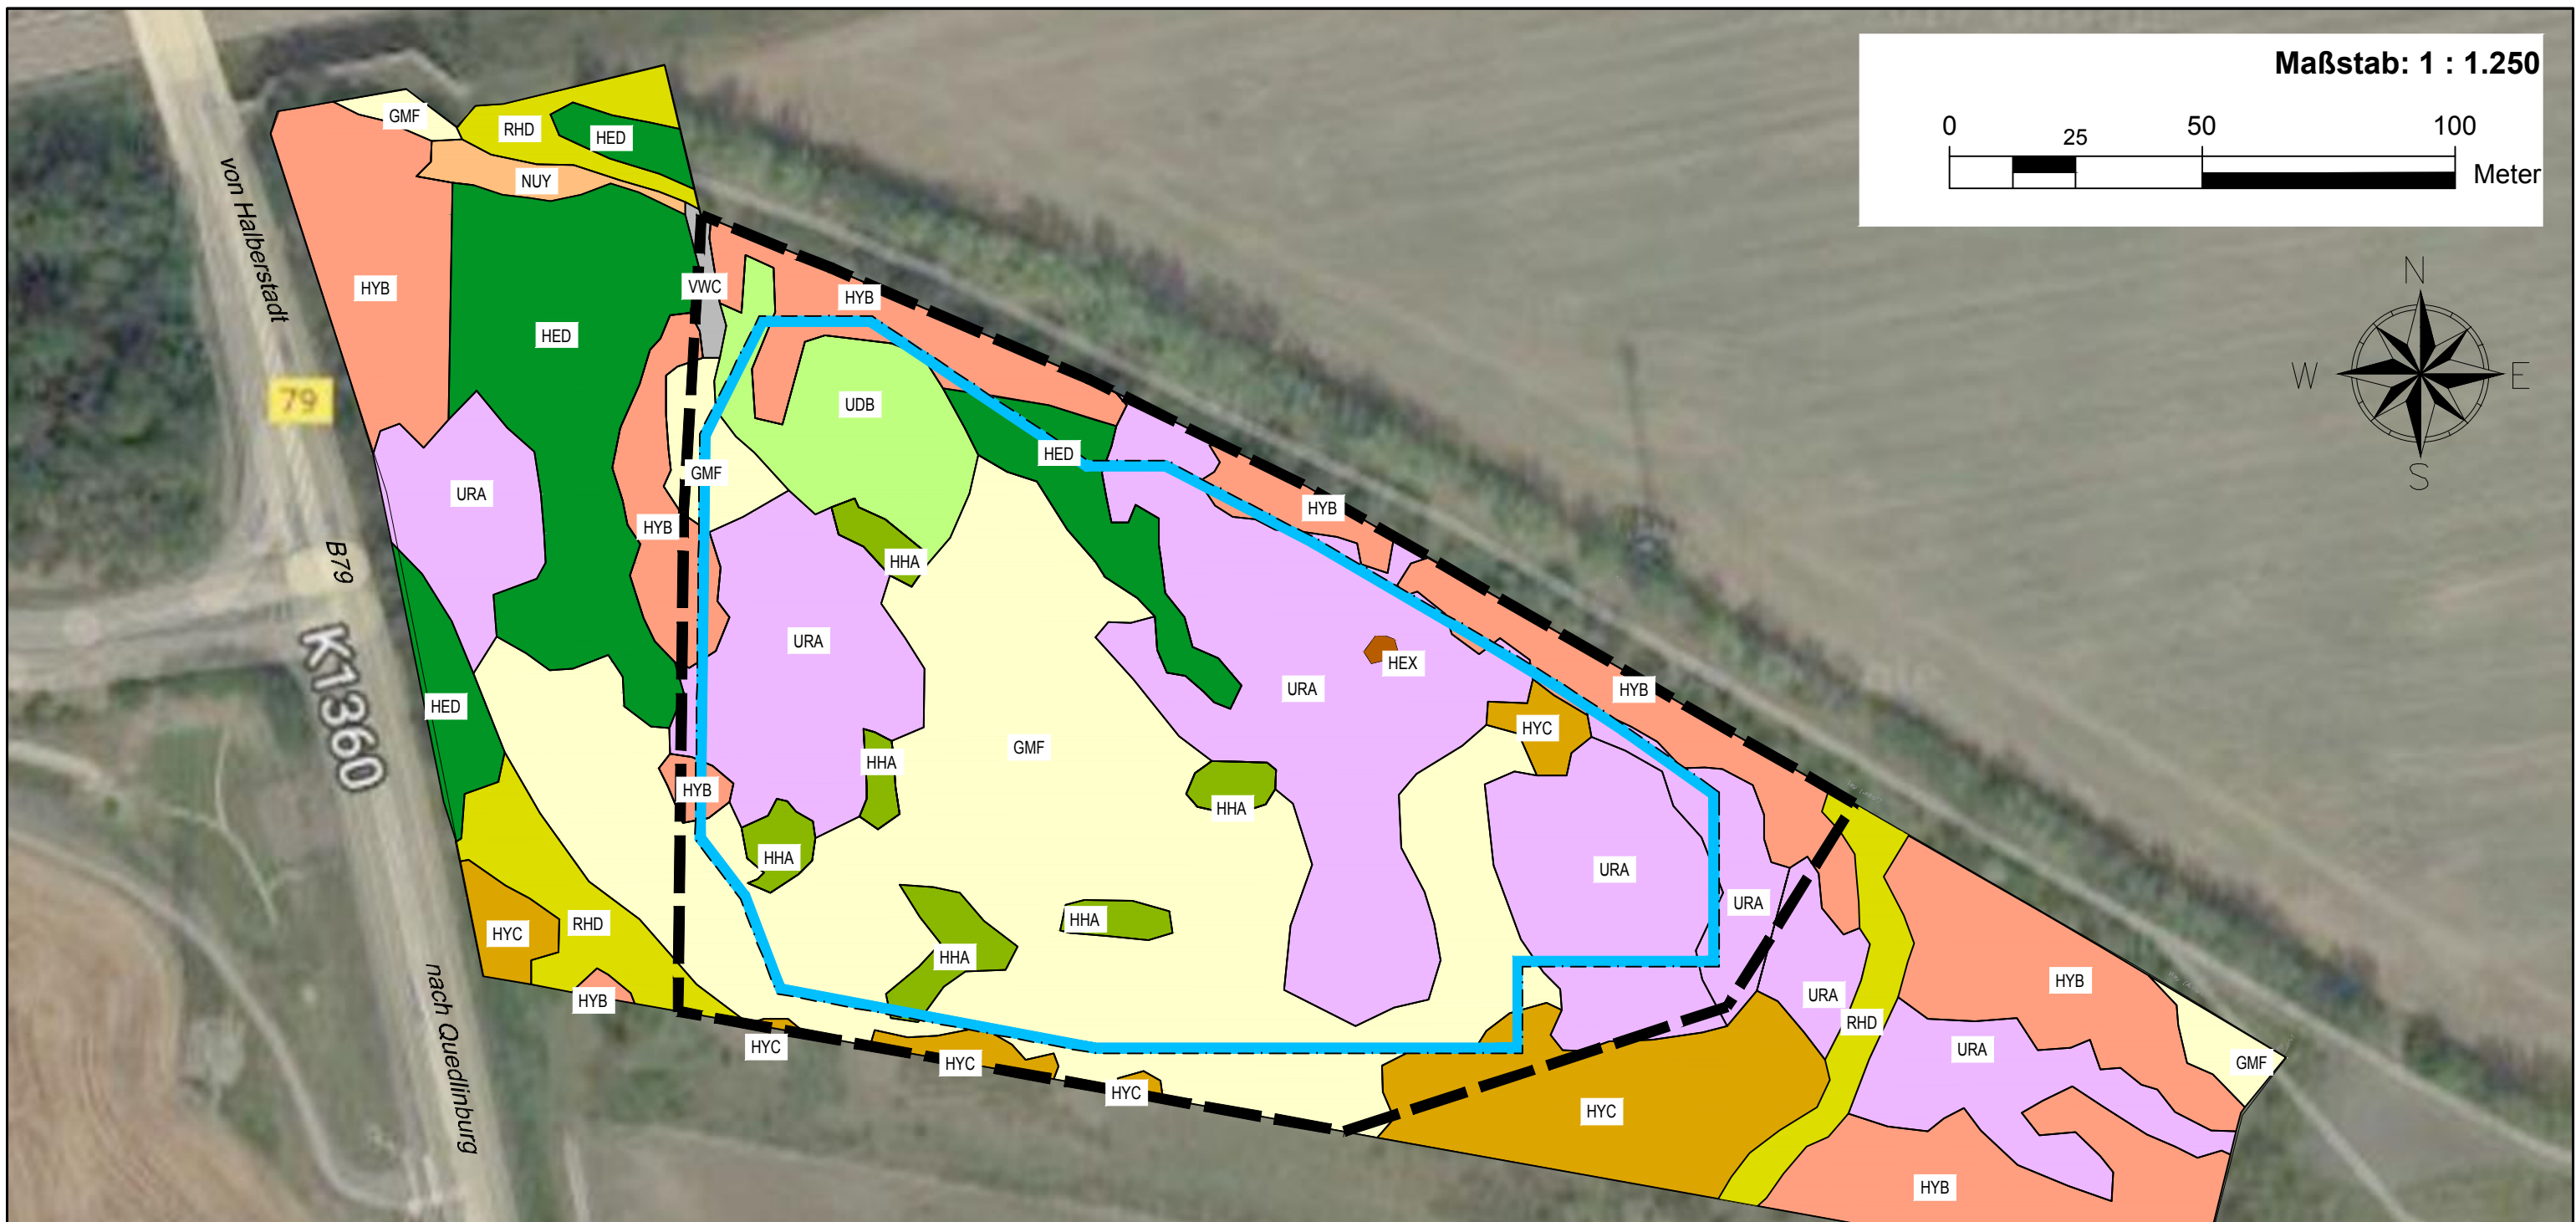 Maßstab: 1 : 1.250
0
25
50
100
Meter
N
W
E
S
GMF
RHD
HED
NUY
von Halberstadt
HYB
VWC
HYB
HED
79
UDB
HED
GMF
URA
HYB
HYB
B79
HHA
URA
HEX
URA
HYB
K1360
HED
HYC
GMF
HHA
HYB
HHA
HHA
URA
URA
HHA
RHD
HYC
HHA
HYB
URA
HYB
RHD
nach Quedlinburg
HYC
HYC
URA
GMF
HYC
HYC
HYB